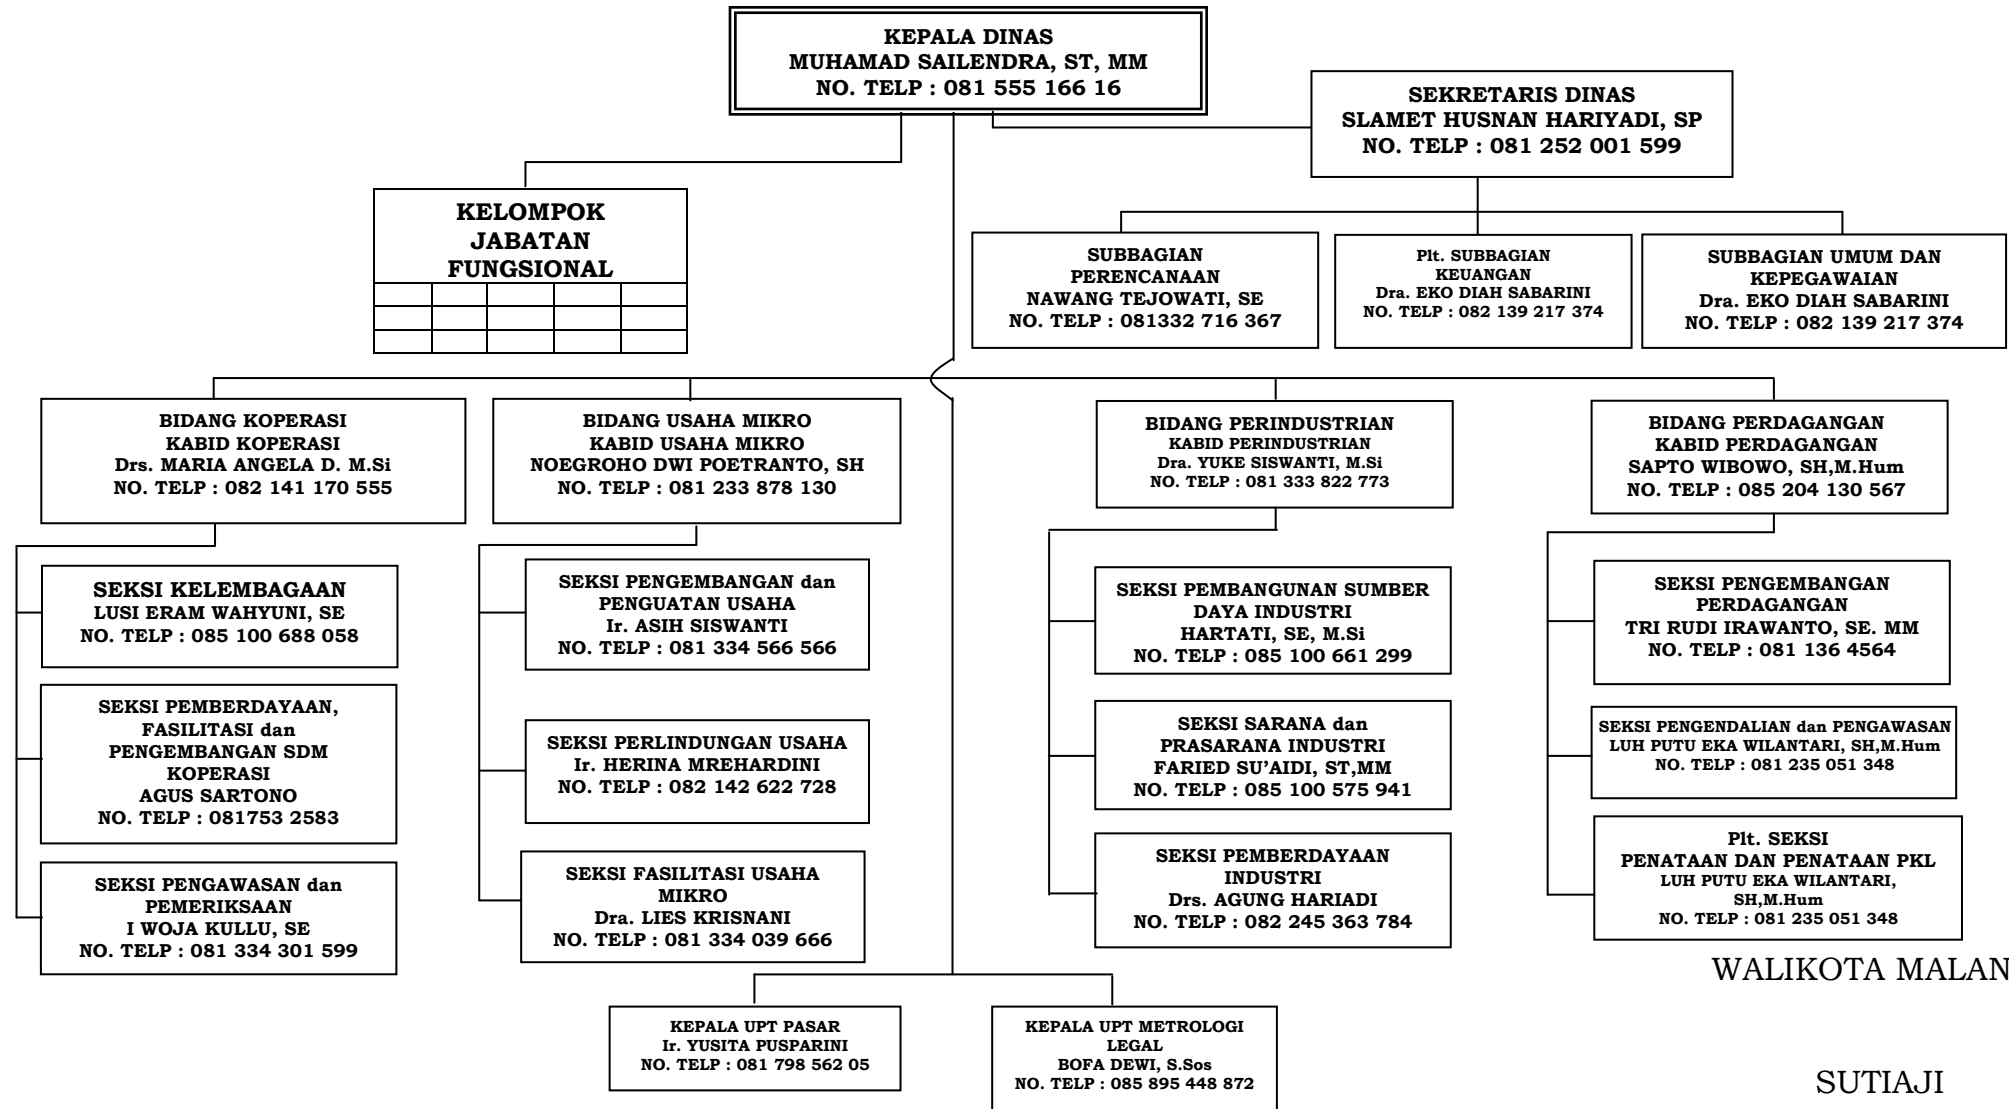 KEPALA DINAS
MUHAMAD SAILENDRA, ST, MM
NO. TELP : 081 555 166 16
SEKRETARIS DINAS
SLAMET HUSNAN HARIYADI, SP
NO. TELP : 081 252 001 599
KELOMPOK
JABATAN
FUNGSIONAL
SUBBAGIAN
PERENCANAAN
NAWANG TEJOWATI, SE
NO. TELP : 081332 716 367
Plt. SUBBAGIAN
KEUANGAN
Dra. EKO DIAH SABARINI
NO. TELP : 082 139 217 374
SUBBAGIAN UMUM DAN
KEPEGAWAIAN
Dra. EKO DIAH SABARINI
NO. TELP : 082 139 217 374
BIDANG KOPERASI
KABID KOPERASI
Drs. MARIA ANGELA D. M.Si
NO. TELP : 082 141 170 555
BIDANG USAHA MIKRO
KABID USAHA MIKRO
NOEGROHO DWI POETRANTO, SH
NO. TELP : 081 233 878 130
BIDANG PERINDUSTRIAN
KABID PERINDUSTRIAN
Dra. YUKE SISWANTI, M.Si
NO. TELP : 081 333 822 773
BIDANG PERDAGANGAN
KABID PERDAGANGAN
SAPTO WIBOWO, SH,M.Hum
NO. TELP : 085 204 130 567
SEKSI KELEMBAGAAN
LUSI ERAM WAHYUNI, SE
NO. TELP : 085 100 688 058
SEKSI PEMBERDAYAAN,
FASILITASI dan
PENGEMBANGAN SDM
KOPERASI
AGUS SARTONO
NO. TELP : 081753 2583
SEKSI PENGAWASAN dan
PEMERIKSAAN
I WOJA KULLU, SE
NO. TELP : 081 334 301 599
SEKSI PENGEMBANGAN dan
PENGUATAN USAHA
Ir. ASIH SISWANTI
NO. TELP : 081 334 566 566
SEKSI PERLINDUNGAN USAHA
Ir. HERINA MREHARDINI
NO. TELP : 082 142 622 728
SEKSI FASILITASI USAHA
MIKRO
Dra. LIES KRISNANI
NO. TELP : 081 334 039 666
SEKSI PEMBANGUNAN SUMBER
DAYA INDUSTRI
HARTATI, SE, M.Si
NO. TELP : 085 100 661 299
SEKSI SARANA dan
PRASARANA INDUSTRI
FARIED SU’AIDI, ST,MM
NO. TELP : 085 100 575 941
SEKSI PEMBERDAYAAN
INDUSTRI
Drs. AGUNG HARIADI
NO. TELP : 082 245 363 784
SEKSI PENGEMBANGAN
PERDAGANGAN
TRI RUDI IRAWANTO, SE. MM
NO. TELP : 081 136 4564
SEKSI PENGENDALIAN dan PENGAWASAN
LUH PUTU EKA WILANTARI, SH,M.Hum
NO. TELP : 081 235 051 348
Plt. SEKSI
PENATAAN DAN PENATAAN PKL
LUH PUTU EKA WILANTARI,
SH,M.Hum
NO. TELP : 081 235 051 348
KEPALA UPT PASAR
Ir. YUSITA PUSPARINI
NO. TELP : 081 798 562 05
KEPALA UPT METROLOGI
LEGAL
BOFA DEWI, S.Sos
NO. TELP : 085 895 448 872
WALIKOTA MALAN
SUTIAJI